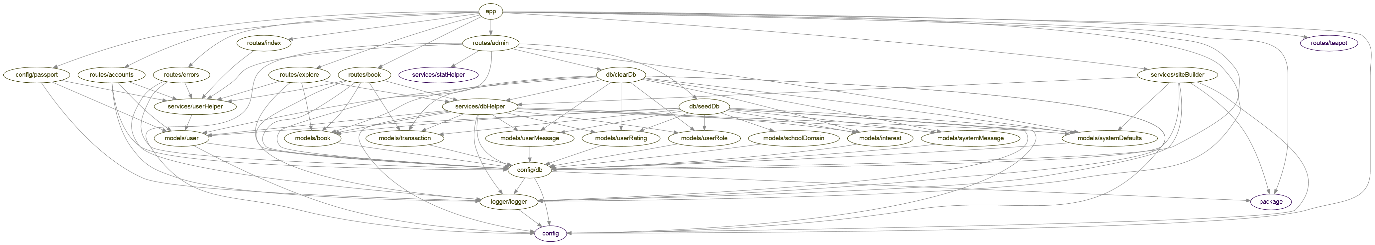 app
routes/index
routes/admin
routes/teapot
config/passport
routes/accounts
routes/errors
routes/explore
routes/book
services/statHelper
db/clearDb
services/siteBuilder
services/userHelper
services/dbHelper
db/seedDb
models/user
models/book
models/transaction
models/userMessage
models/userRating
models/userRole
models/schoolDomain
models/interest
models/systemMessage
models/systemDefaults
config/db
logger/logger
package
config